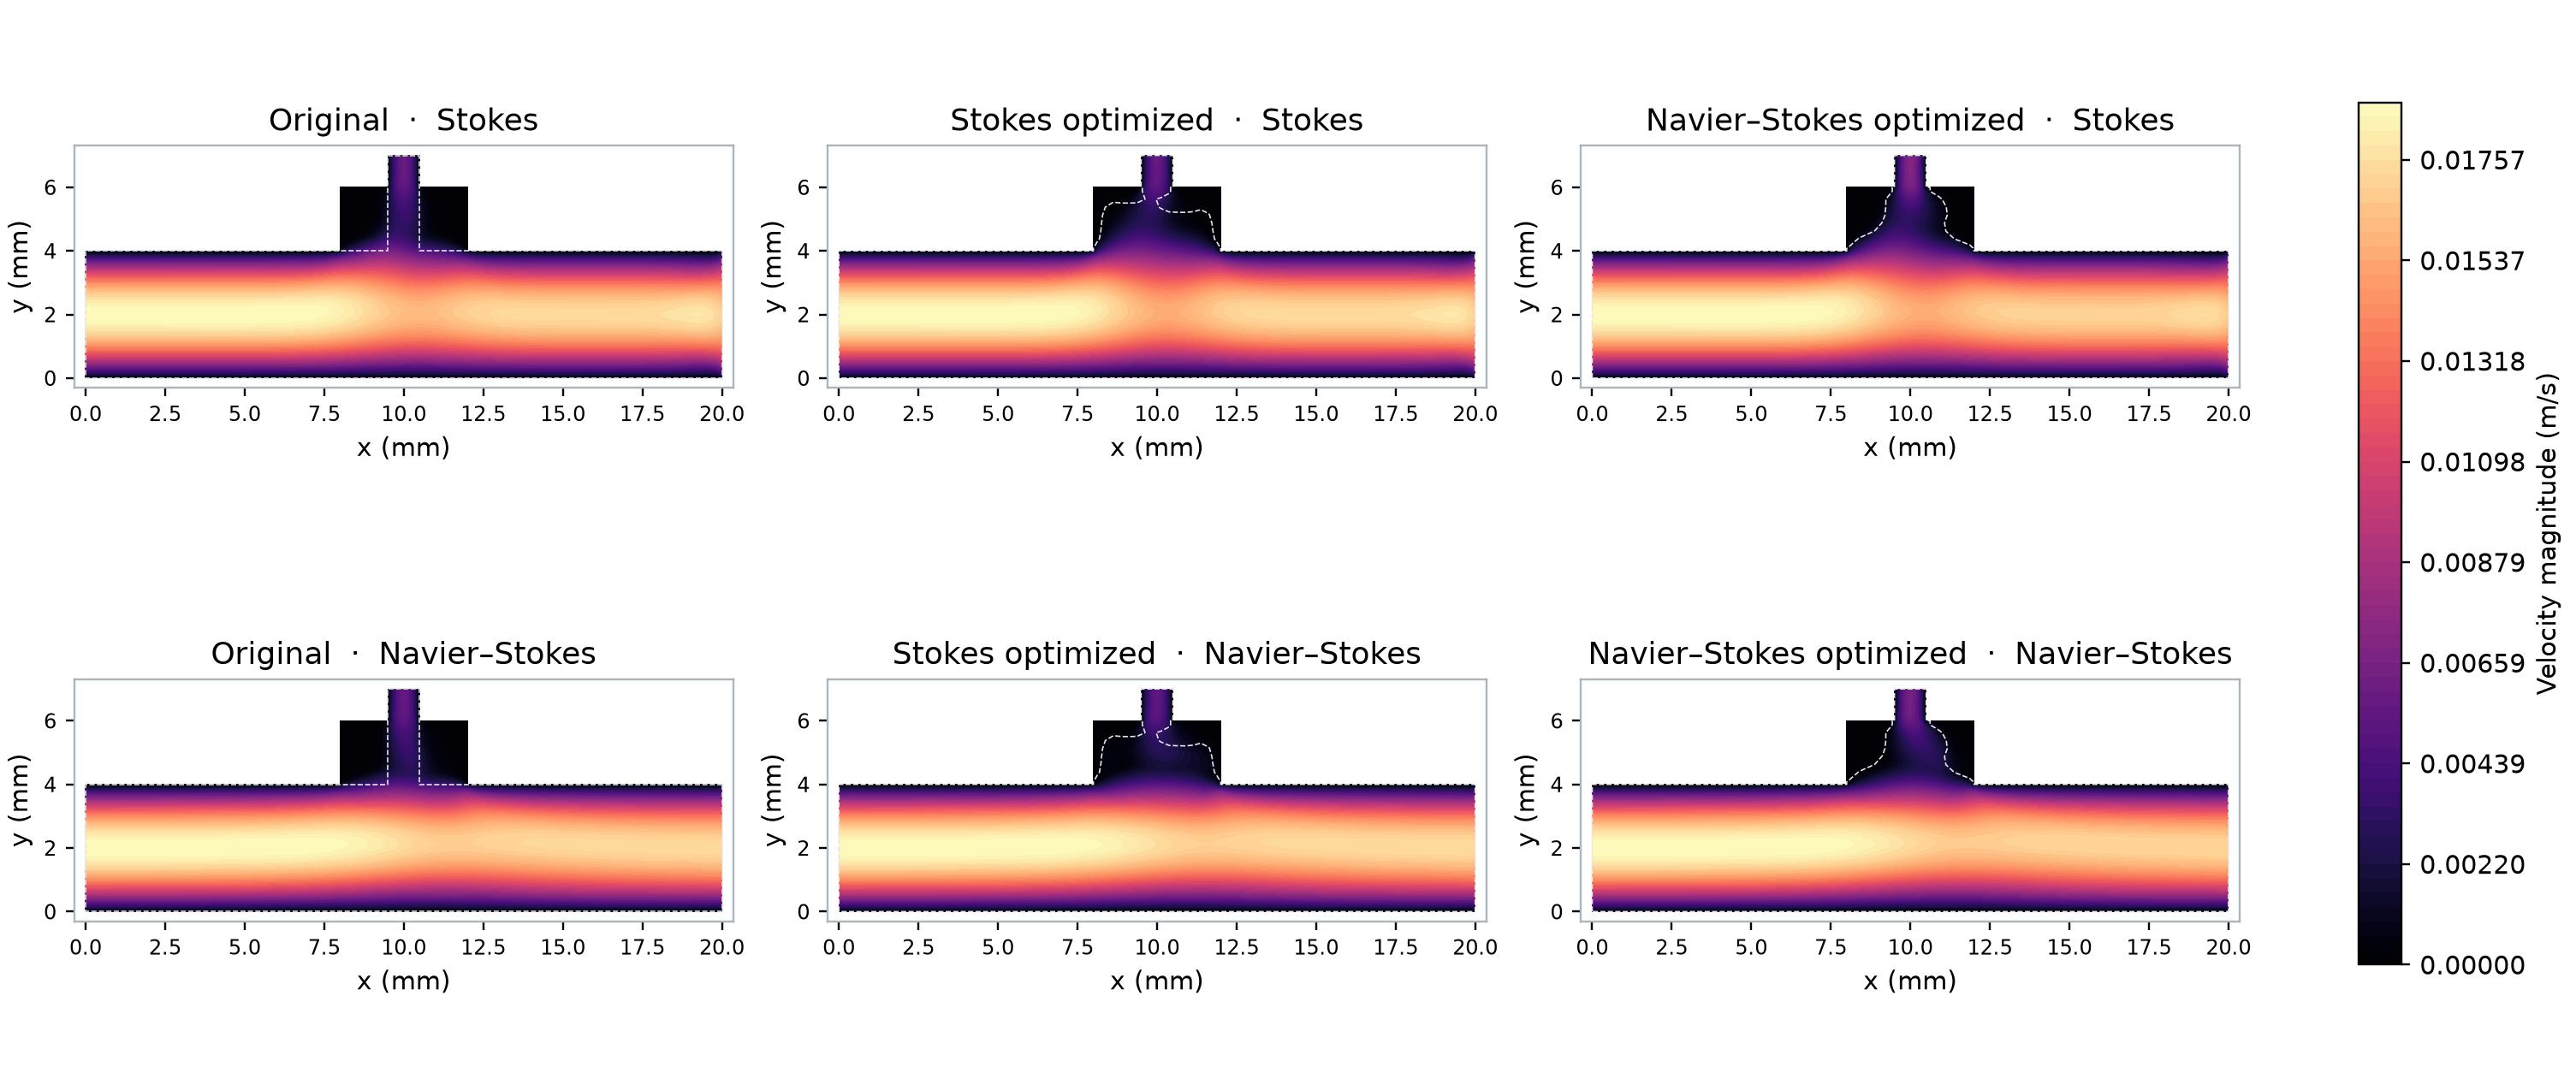 Original · Stokes
6
4
2
0
y (mm)
0.0 2.5 5.0 7.5 10.0 12.5 15.0 17.5 20.0
x (mm)
Stokes optimized · Stokes
6
4
2
0
y (mm)
0.0 2.5 5.0 7.5 10.0 12.5 15.0 17.5 20.0
x (mm)
Navier–Stokes optimized · Stokes
6
4
2
0
y (mm)
0.0 2.5 5.0 7.5 10.0 12.5 15.0 17.5 20.0
x (mm)
Original · Navier–Stokes
6
4
2
0
y (mm)
0.0 2.5 5.0 7.5 10.0 12.5 15.0 17.5 20.0
x (mm)
Stokes optimized · Navier–Stokes
6
4
2
0
y (mm)
0.0 2.5 5.0 7.5 10.0 12.5 15.0 17.5 20.0
x (mm)
Navier–Stokes optimized · Navier–Stokes
6
4
2
0
y (mm)
0.0 2.5 5.0 7.5 10.0 12.5 15.0 17.5 20.0
x (mm)
0.01757
0.01537
0.01318
0.01098
0.00879
0.00659
0.00439
0.00220
0.00000
Velocity magnitude (m/s)